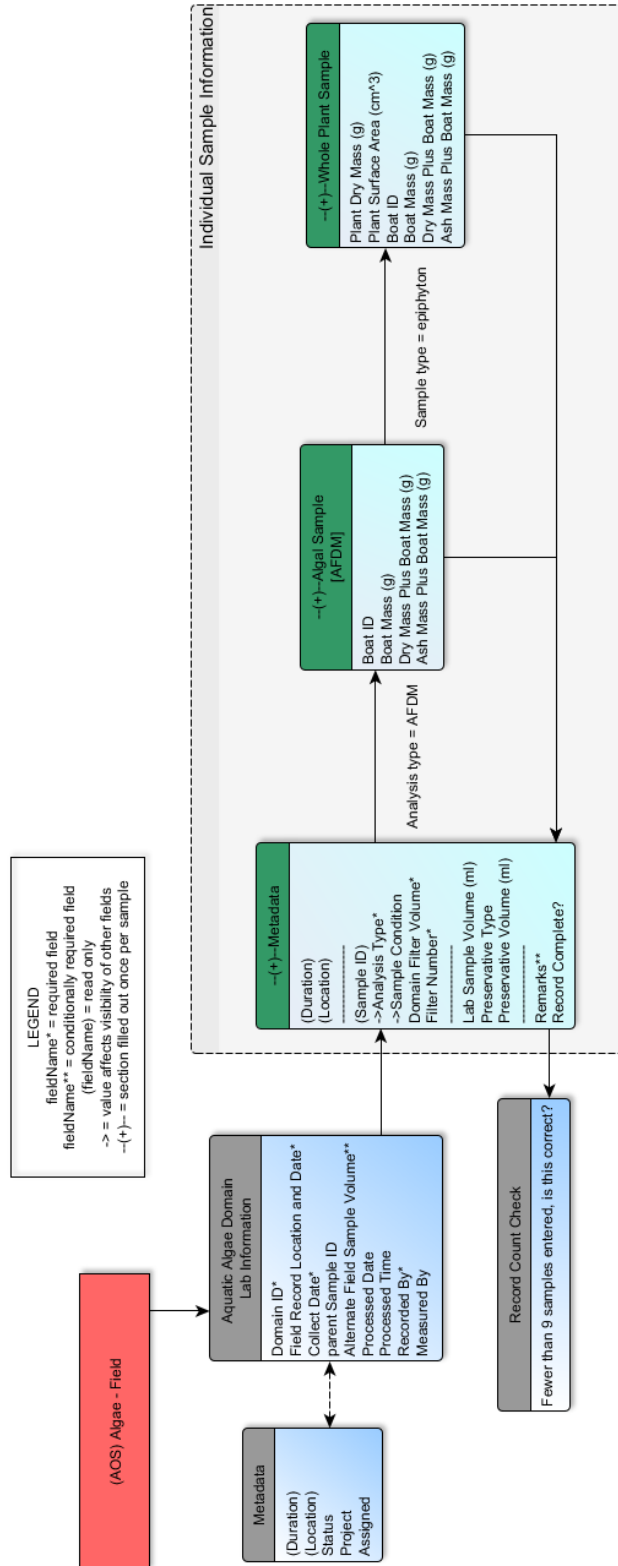 (AOS) Algae - Field
LEGEND
fieldName* = required field
fieldName** = conditionally required field
(fieldName) = read only
-> = value affects visibility of other fields
--(+)-- = section filled out once per sample
Metadata
(Duration)
(Location)
Status
Project
Assigned
Aquatic Algae Domain
Lab Information
Domain ID*
Field Record Location and Date*
Collect Date*
parent Sample ID
Alternate Field Sample Volume**
Processed Date
Processed Time
Recorded By*
Measured By
Record Count Check
Fewer than 9 samples entered, is this correct?
Individual Sample Information
--(+)--Metadata
(Duration)
(Location)
(Sample ID)
->Analysis Type*
->Sample Condition
Domain Filter Volume*
Filter Number*
Lab Sample Volume (ml)
Preservative Type
Preservative Volume (ml)
Remarks**
Record Complete?
Analysis type = AFDM
--(+)--Algal Sample
[AFDM]
Boat ID
Boat Mass (g)
Dry Mass Plus Boat Mass (g)
Ash Mass Plus Boat Mass (g)
Sample type = epiphyton
--(+)--Whole Plant Sample
Plant Dry Mass (g)
Plant Surface Area (cm^3)
Boat ID
Boat Mass (g)
Dry Mass Plus Boat Mass (g)
Ash Mass Plus Boat Mass (g)